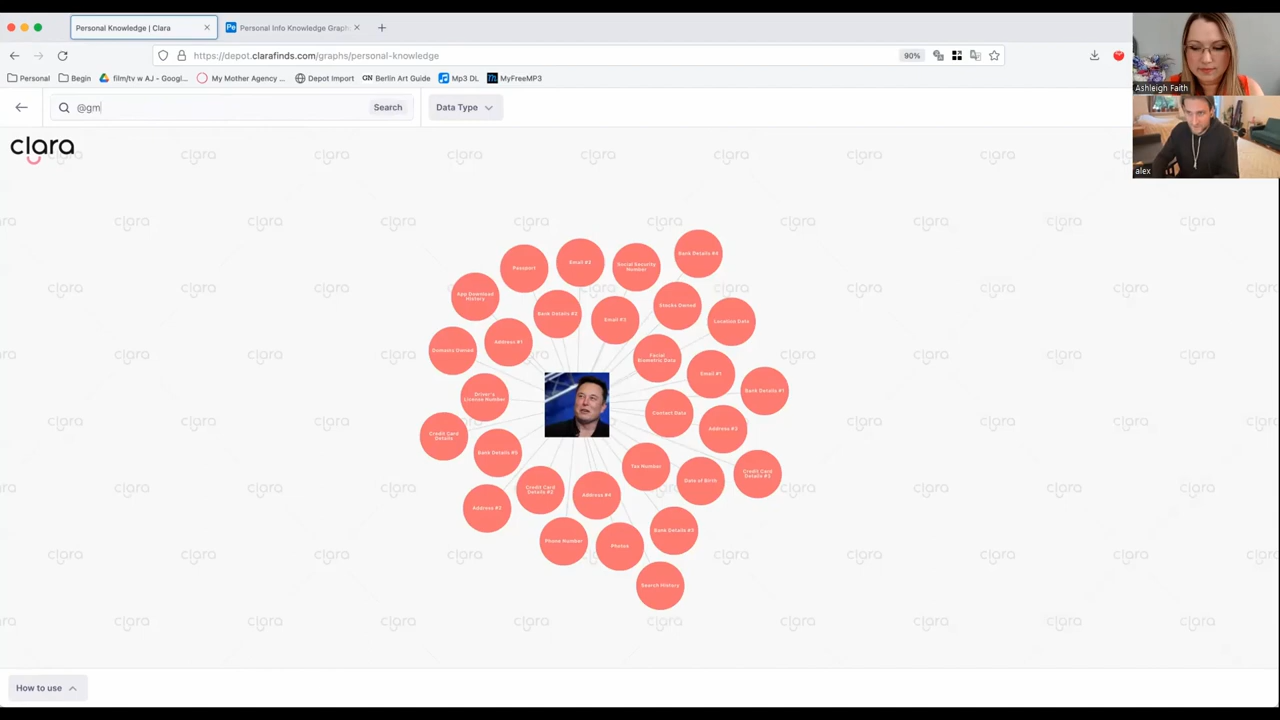 Personal Knowledge | Clara
Personal Info Knowledge Graph
https://depot.clarafinds.com/graphs/personal-knowledge
90%
Personal
Begin
film/tv w AJ - Googl...
My Mother Agency ...
Depot Import
Berlin Art Guide
Mp3 DL
MyFreeMP3
@gm
Search
Data Type
Ashleigh Faith
alex
clara
Bank Details #4
Passport
Email #2
Social Security
Number
App Download
History
Bank Details #2
Email #3
Stocks Owned
Location Data
Address #1
Domains Owned
Facial
Biometric Data
Email #1
Bank Details #1
Driver's
License Number
Contact Data
Address #2
Credit Card
Details
Bank Details #5
Tax Number
Date of Birth
Credit Card
Details #1
Credit Card
Details #2
Address #4
Address #3
Phone Number
Photos
Bank Details #3
Search History
How to use